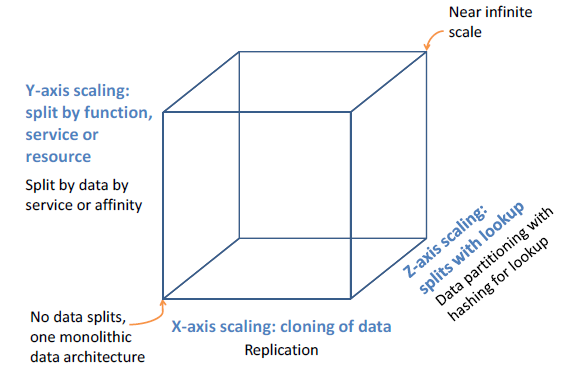 Near infinite
scale
Y-axis scaling:
split by function,
service or
resource
Split by data by
service or affinity
Z-axis scaling:
splits with lookup
Data partitioning with
hashing for lookup
No data splits,
one monolithic
data architecture
X-axis scaling: cloning of data
Replication